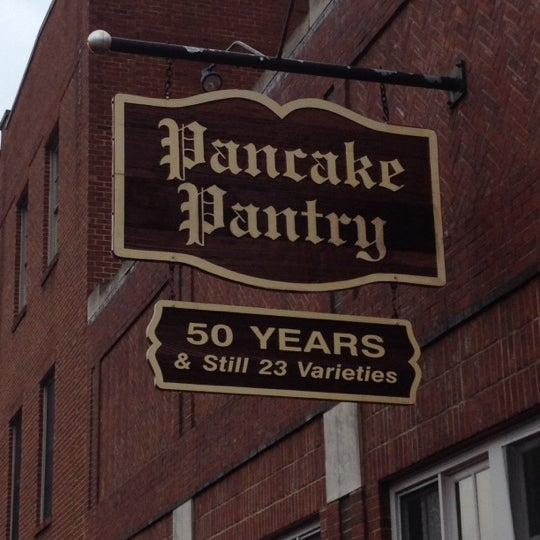 Pancake
Pantry
50 YEARS
& Still 23 Varieties